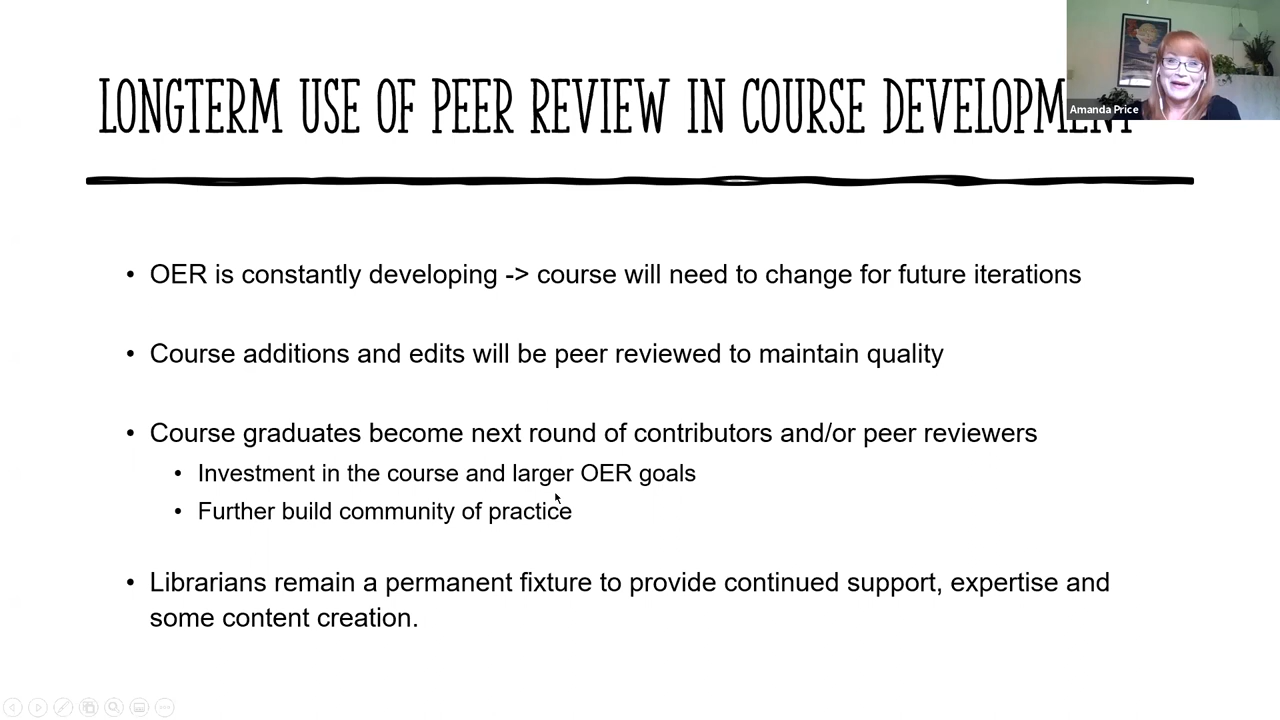 LONGTERM USE OF PEER REVIEW IN COURSE DEVELOPMENT
Amanda Price
• OER is constantly developing -> course will need to change for future iterations
• Course additions and edits will be peer reviewed to maintain quality
• Course graduates become next round of contributors and/or peer reviewers
• Investment in the course and larger OER goals
• Further build community of practice
• Librarians remain a permanent fixture to provide continued support, expertise and
some content creation.